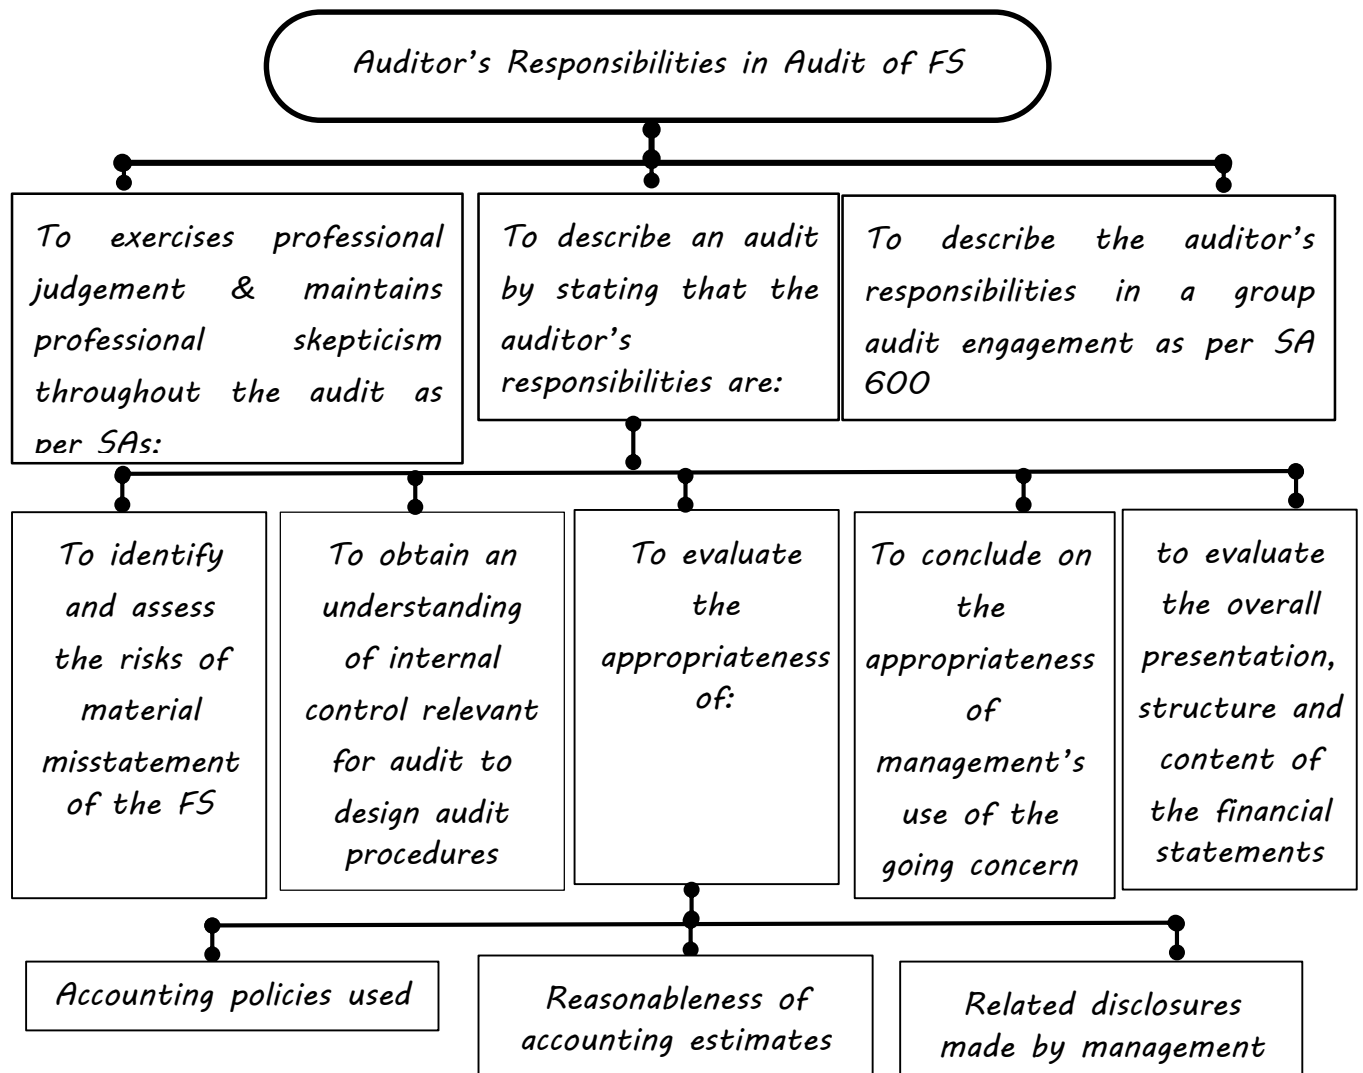 Auditor's Responsibilities in Audit of FS
To exercises professional
judgement & maintains
professional skepticism
throughout the audit as
per SAs:
To describe an audit
by stating that the
auditor's
responsibilities are:
To describe the auditor's
responsibilities in a group
audit engagement as per SA
600
To identify
and assess
the risks of
material
misstatement
of the FS
To obtain an
understanding
of internal
control relevant
for audit to
design audit
procedures
To evaluate
the
appropriateness
of:
To conclude on
the
appropriateness
of
management's
use of the
going concern
to evaluate
the overall
presentation,
structure and
content of
the financial
statements
Accounting policies used
Reasonableness of
accounting estimates
Related disclosures
made by management